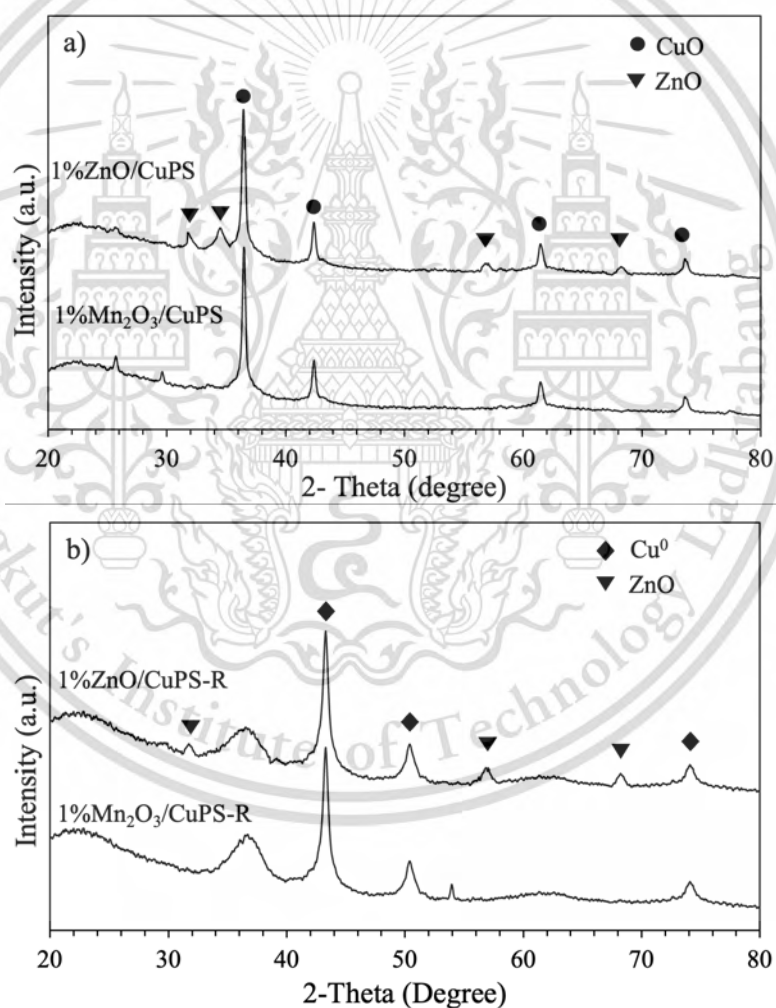 a)
● CuO
▼ ZnO
1%ZnO/CuPS
1%Mn₂O₃/CuPS
Intensity (a.u.)
20 30 40 50 60 70 80
2- Theta (degree)
b)
◆ Cu⁰
▼ ZnO
1%ZnO/CuPS-R
1%Mn₂O₃/CuPS-R
Intensity (a.u.)
20 30 40 50 60 70 80
2-Theta (Degree)
gkut's Institute of Technology Ladkrabang